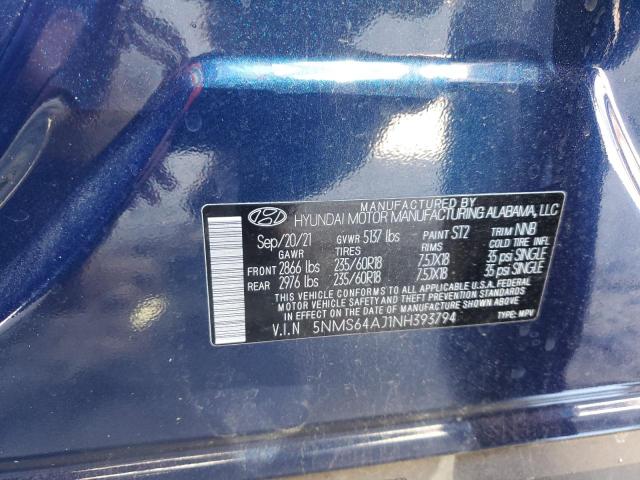 MANUFACTURED BY
HYUNDAI MOTOR MANUFACTURING ALABAMA, LLC
Sep/20/21 GVWR 5137 lbs PAINT ST2 TRIM NNB
GAWR TIRES RIMS COLD TIRE INFLATION
FRONT 2866 lbs 235/60R18 7.5JX18 35 psi SINGLE
REAR 2976 lbs 235/60R18 7.5JX18 35 psi SINGLE
THIS VEHICLE CONFORMS TO ALL APPLICABLE U.S.A. FEDERAL
MOTOR VEHICLE SAFETY AND THEFT PREVENTION STANDARDS
IN EFFECT ON THE DATE OF MANUFACTURE SHOWN ABOVE.
V.I.N 5NMS64AJ1NH393794 TYPE: MPV